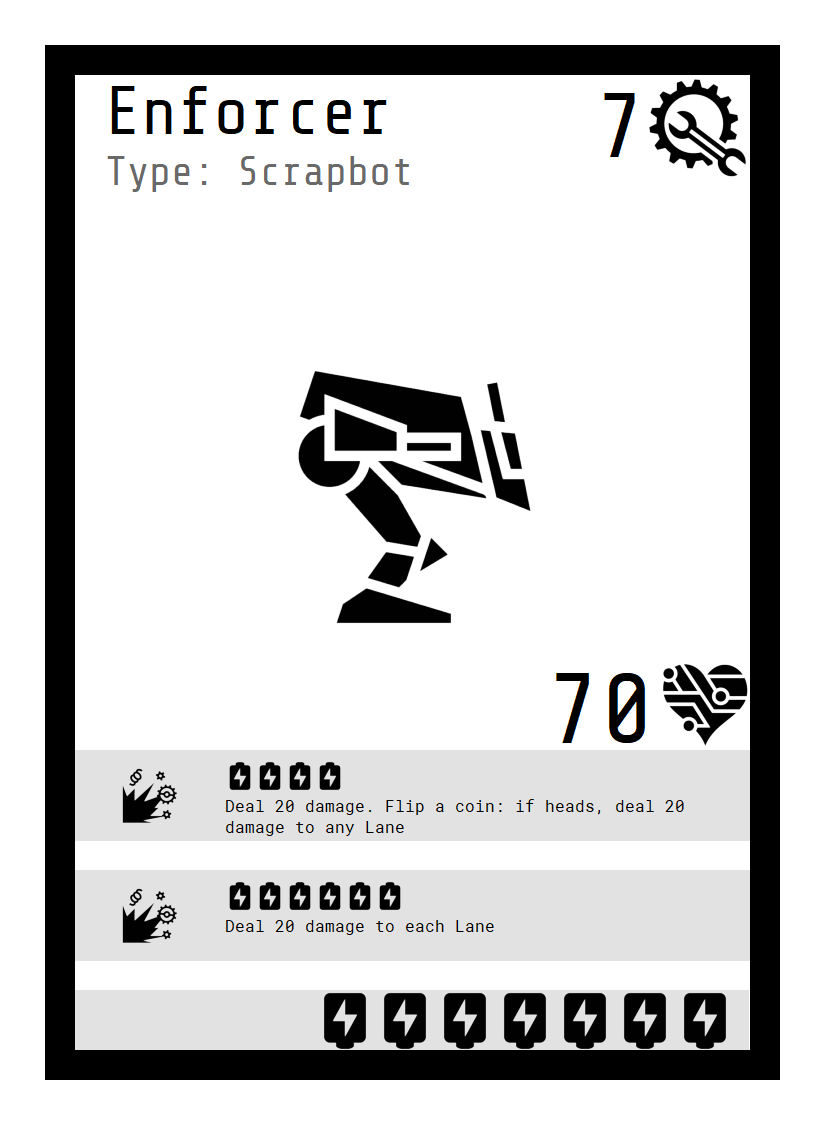 Enforcer
7
Type: Scrapbot
70
Deal 20 damage. Flip a coin: if heads, deal 20
damage to any Lane
Deal 20 damage to each Lane